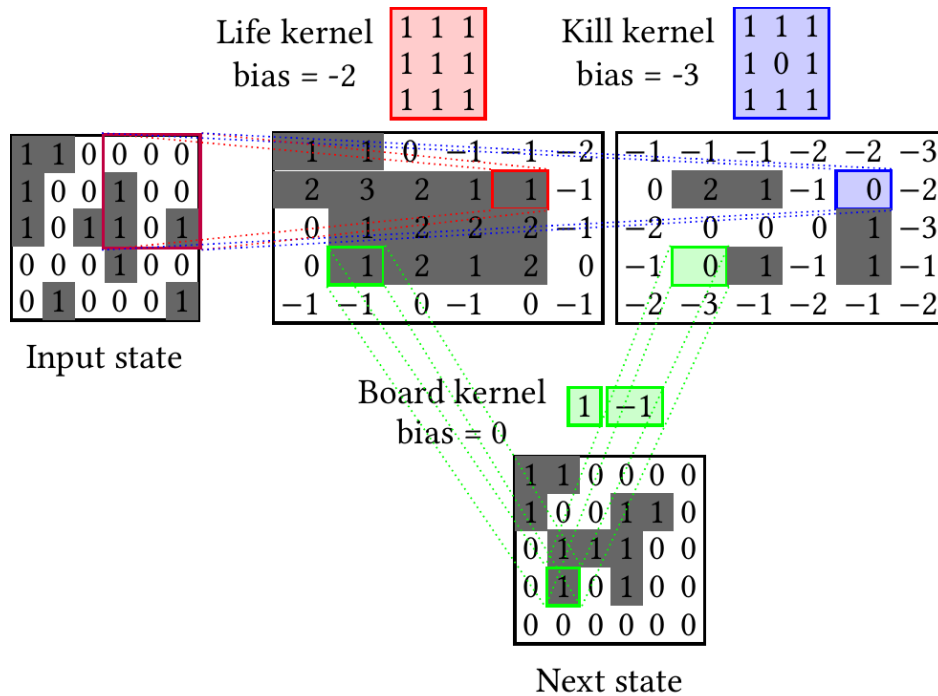 Life kernel
bias = -2
1 1 1
1 1 1
1 1 1
Kill kernel
bias = -3
1 1 1
1 0 1
1 1 1
1 1 0 0 0 0
1 0 0 1 0 0
1 0 1 1 0 1
0 0 0 1 0 0
0 1 0 0 0 1
Input state
1 1 0 −1 −1 −2
2 3 2 1 1 −1
0 1 2 2 2 −1
0 1 2 1 2 0
−1 −1 0 −1 0 −1
−1 −1 −1 −2 −2 −3
0 2 1 −1 0 −2
−2 0 0 0 1 −3
−1 0 1 −1 1 −1
−2 −3 −1 −2 −1 −2
Board kernel
bias = 0
1 −1
1 1 0 0 0 0
1 0 0 1 1 0
0 1 1 1 0 0
0 1 0 1 0 0
0 0 0 0 0 0
Next state